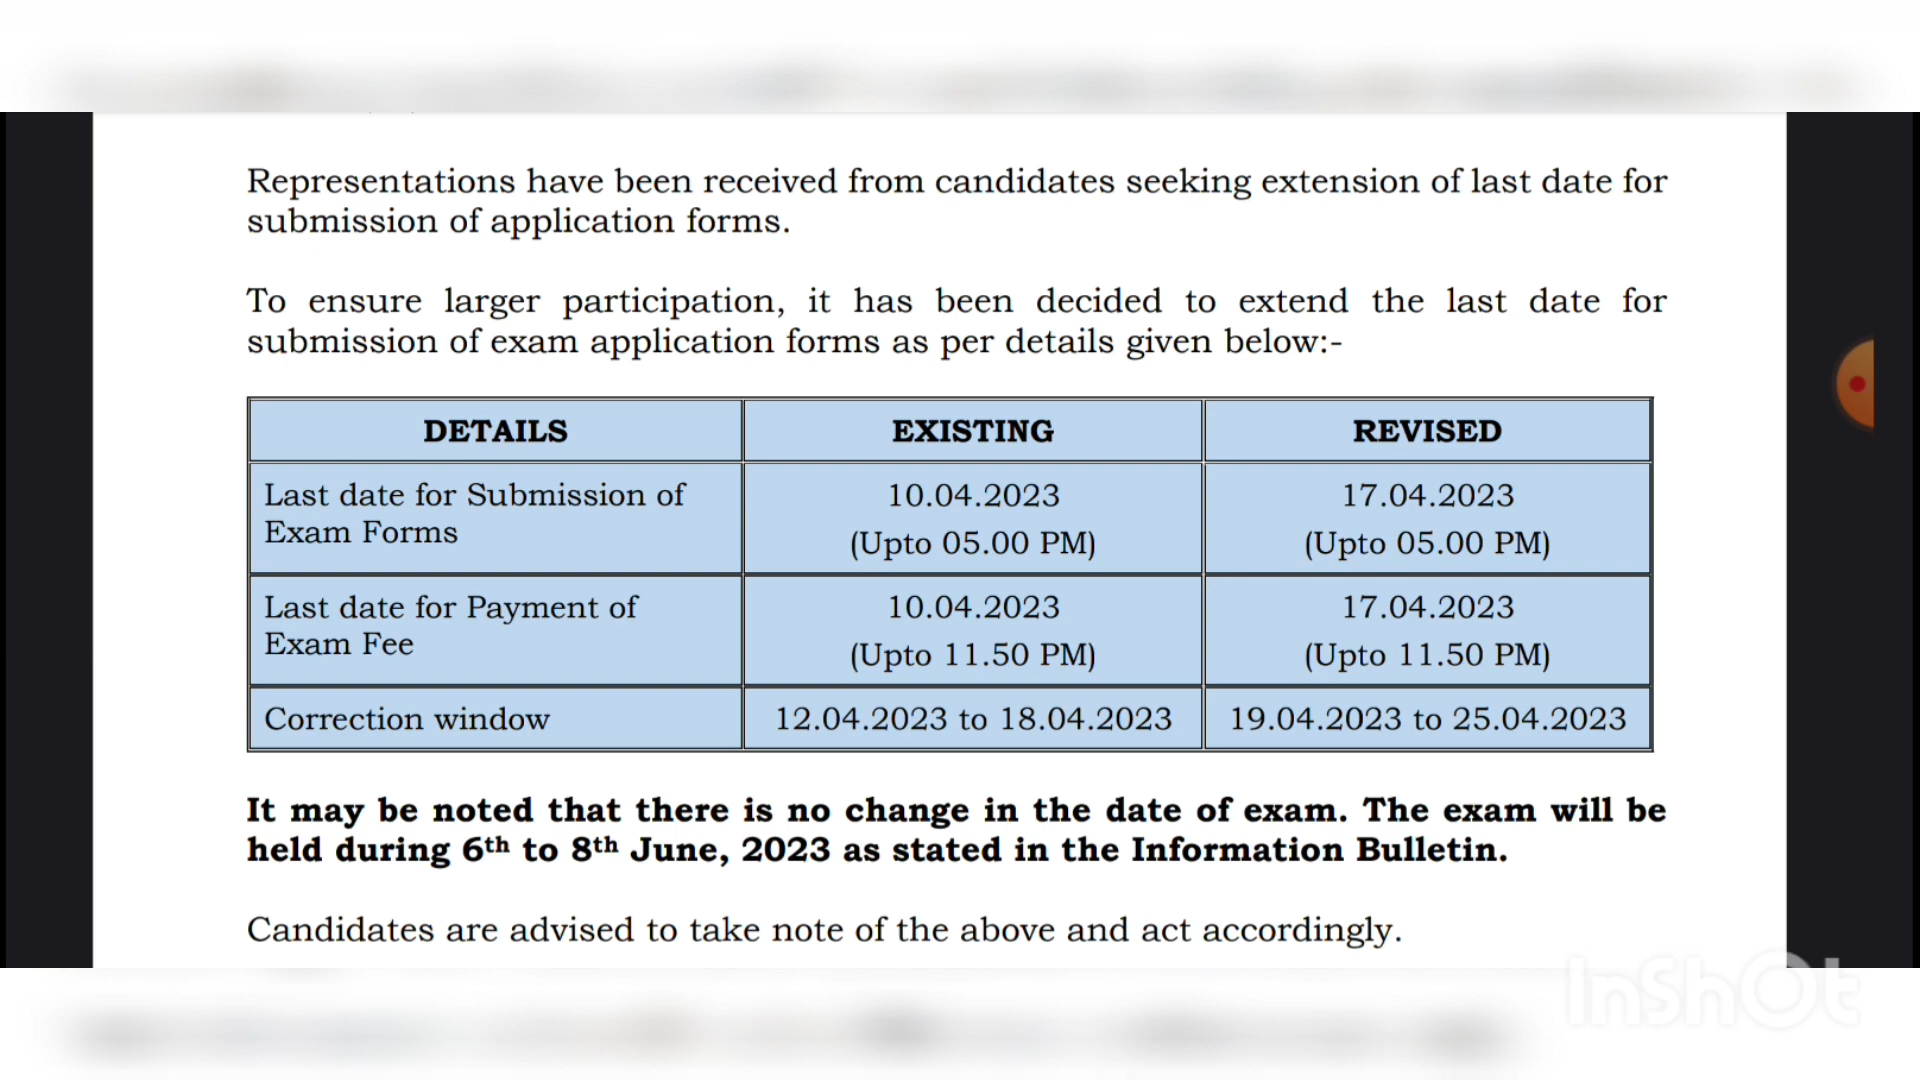 Representations have been received from candidates seeking extension of last date for
submission of application forms.
To ensure larger participation, it has been decided to extend the last date for
submission of exam application forms as per details given below:-
DETAILS EXISTING REVISED
Last date for Submission of Exam Forms 10.04.2023 (Upto 05.00 PM) 17.04.2023 (Upto 05.00 PM)
Last date for Payment of Exam Fee 10.04.2023 (Upto 11.50 PM) 17.04.2023 (Upto 11.50 PM)
Correction window 12.04.2023 to 18.04.2023 19.04.2023 to 25.04.2023
It may be noted that there is no change in the date of exam. The exam will be
held during 6th to 8th June, 2023 as stated in the Information Bulletin.
Candidates are advised to take note of the above and act accordingly.
InShOt